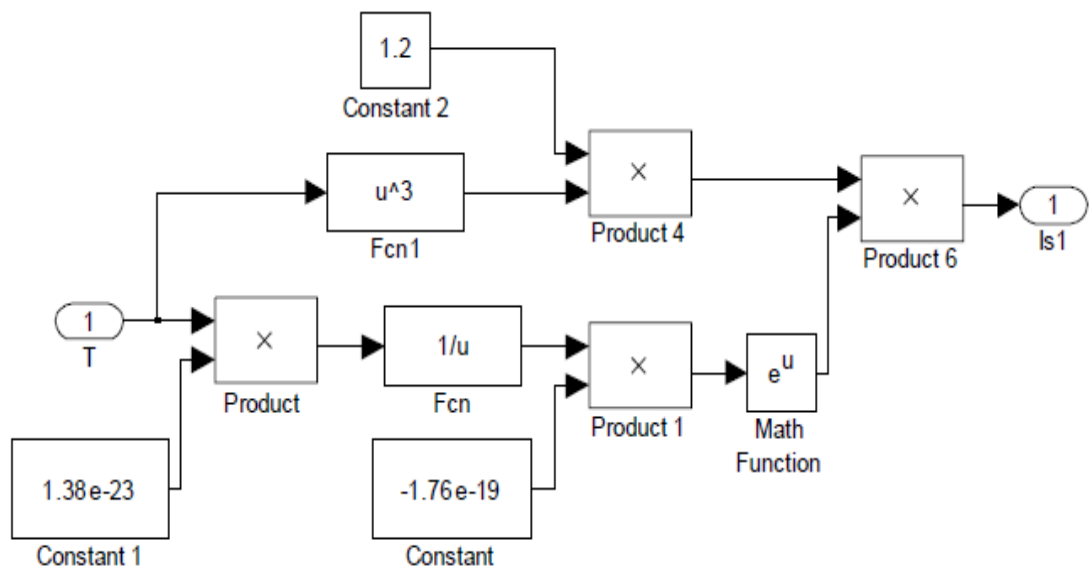 1.2
Constant 2
u^3
Fcn1
×
Product 4
×
Product 6
1
Is1
1
T
×
Product
1/u
Fcn
×
Product 1
e^u
Math
Function
1.38e-23
Constant 1
-1.76e-19
Constant